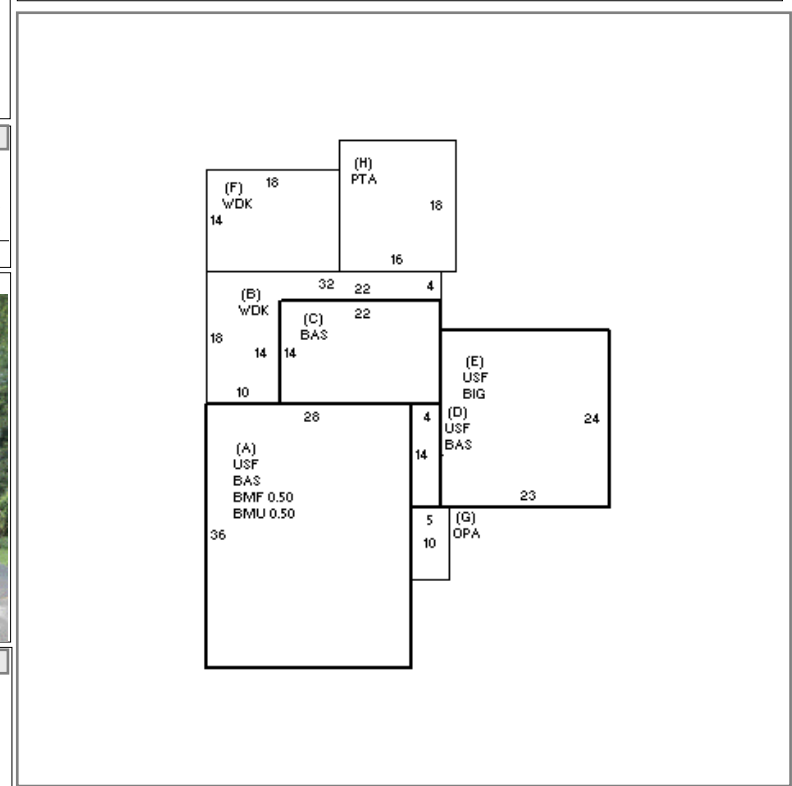 (H)
PTA
18
16
(F)
WDK
18
14
32
22
4
(B)
WDK
18
14
10
22
(C)
BAS
14
(E)
USF
BIG
24
23
4
(D)
USF
BAS
14
28
(A)
USF
BAS
BMF 0.50
BMU 0.50
36
5
10
(G)
OPA